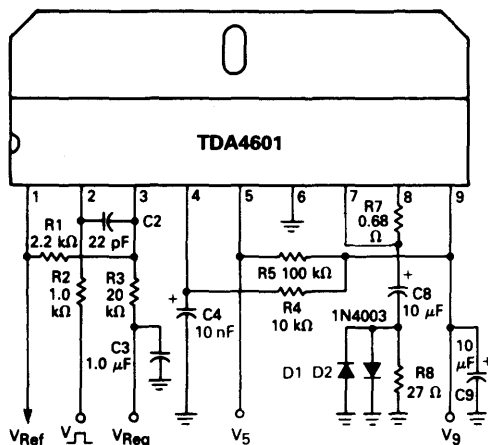 TDA4601
1 2 3 4 5 6 7 8 9
R1
2.2 kΩ
C2
22 pF
R7
0.68
Ω
R2
1.0
kΩ
R3
20
kΩ
R5 100 kΩ
R4
10 kΩ
+
C4
10 nF
+
C8
10 μF
1N4003
C3
1.0 μF
D1 D2
R8
27 Ω
10
μF
+
C9
VRef
V
VReg
V5
V9